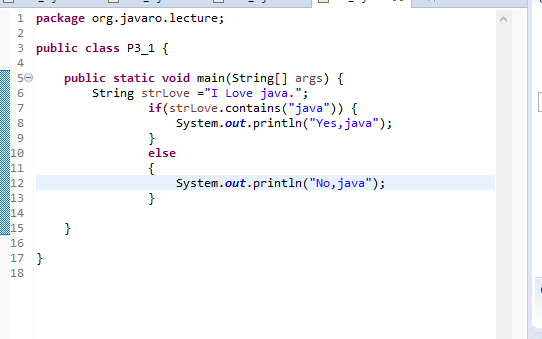 1 package org.javaro.lecture;
2
3 public class P3_1 {
4
5 public static void main(String[] args) {
6 String strLove ="I Love java.";
7 if(strLove.contains("java")) {
8 System.out.println("Yes,java");
9 }
10 else
11 {
12 System.out.println("No,java");
13 }
14
15 }
16
17 }
18